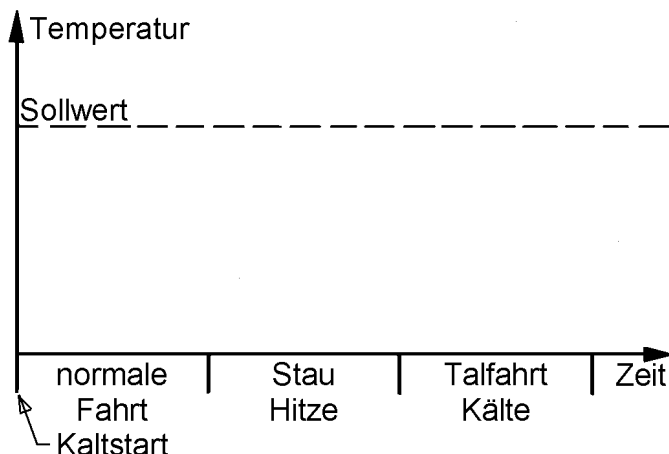 Temperatur
Sollwert
normale
Fahrt
Stau
Hitze
Talfahrt
Kälte
Zeit
Kaltstart